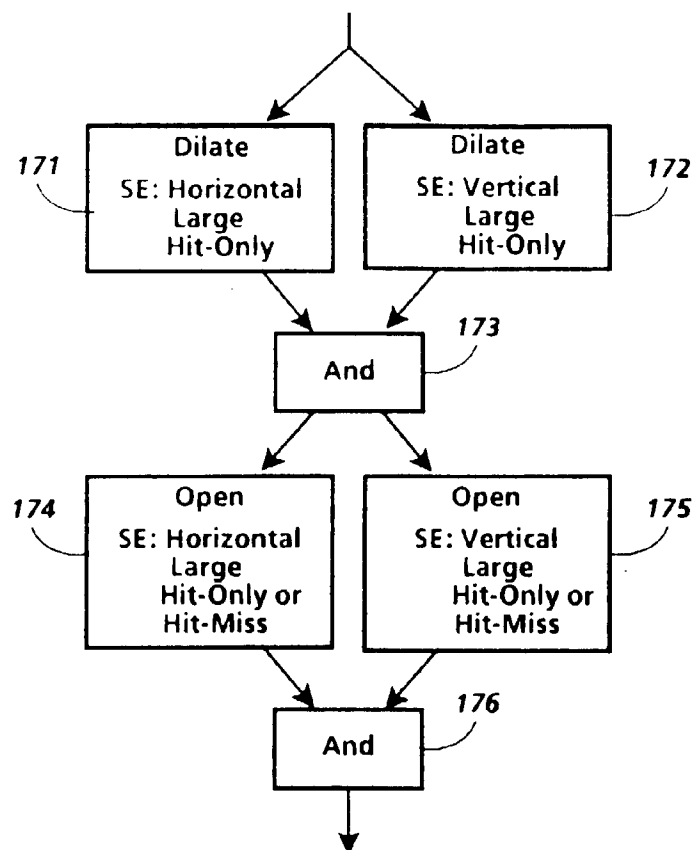 Dilate
SE: Horizontal
Large
Hit-Only
171
Dilate
SE: Vertical
Large
Hit-Only
172
And
173
Open
SE: Horizontal
Large
Hit-Only or
Hit-Miss
174
Open
SE: Vertical
Large
Hit-Only or
Hit-Miss
175
And
176